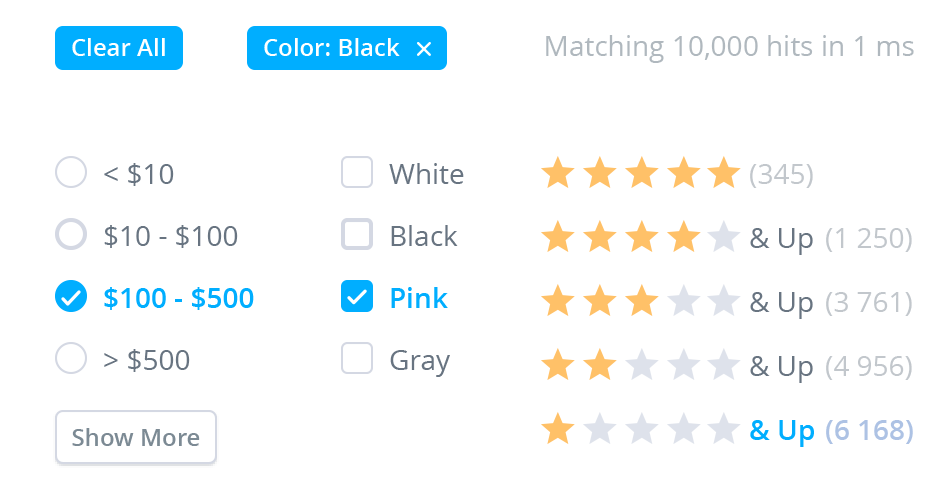 Clear All
Color: Black ×
Matching 10,000 hits in 1 ms
< $10
$10 - $100
$100 - $500
> $500
Show More
White
Black
Pink
Gray
(345)
& Up (1 250)
& Up (3 761)
& Up (4 956)
& Up (6 168)